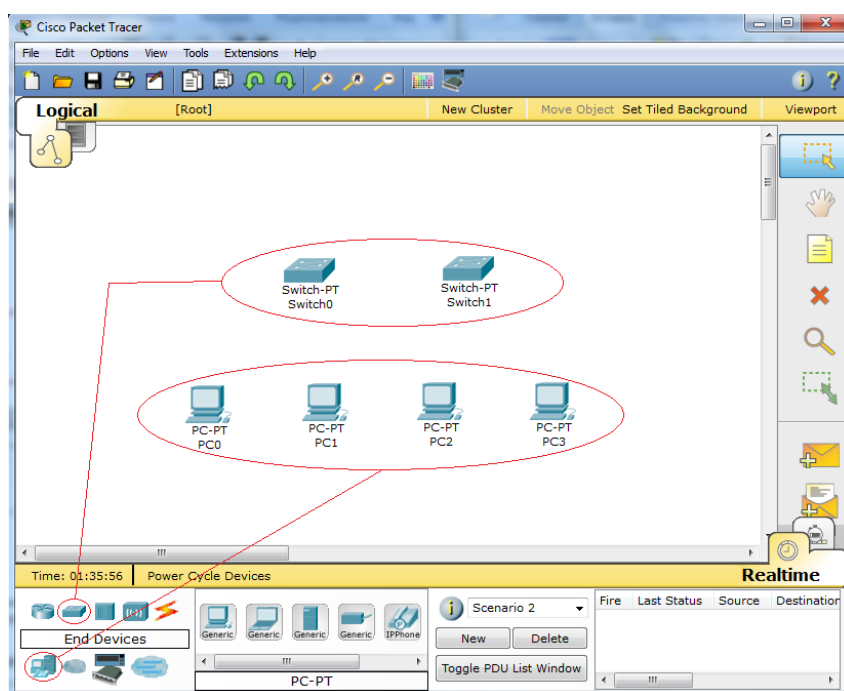 Cisco Packet Tracer
File Edit Options View Tools Extensions Help
Logical [Root] New Cluster Move Object Set Tiled Background Viewport
Switch-PT
Switch0
Switch-PT
Switch1
PC-PT
PC0
PC-PT
PC1
PC-PT
PC2
PC-PT
PC3
Time: 01:35:56 Power Cycle Devices Realtime
End Devices
Generic Generic Generic Generic IPPhone
PC-PT
Scenario 2
New Delete
Toggle PDU List Window
Fire Last Status Source Destination